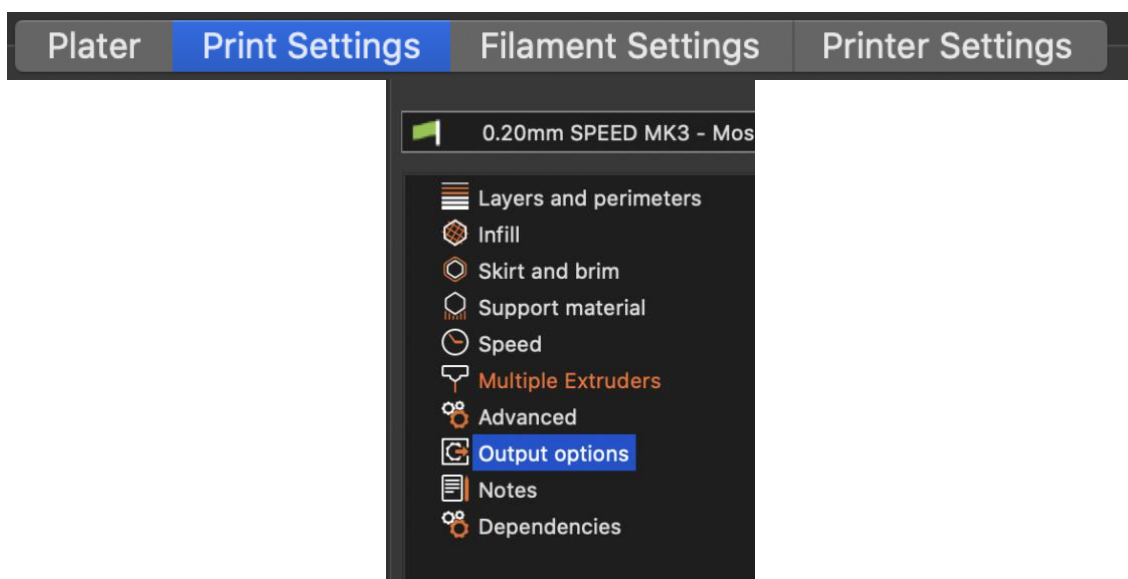 Plater Print Settings Filament Settings Printer Settings
0.20mm SPEED MK3 - Mos
Layers and perimeters
Infill
Skirt and brim
Support material
Speed
Multiple Extruders
Advanced
Output options
Notes
Dependencies